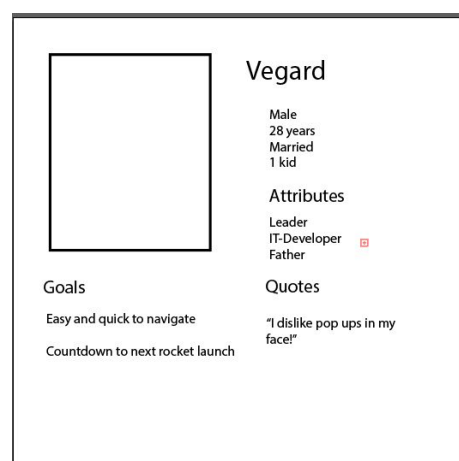 Vegard
Male
28 years
Married
1 kid
Attributes
Leader
IT-Developer
Father
Goals
Easy and quick to navigate
Countdown to next rocket launch
Quotes
“I dislike pop ups in my
face!”